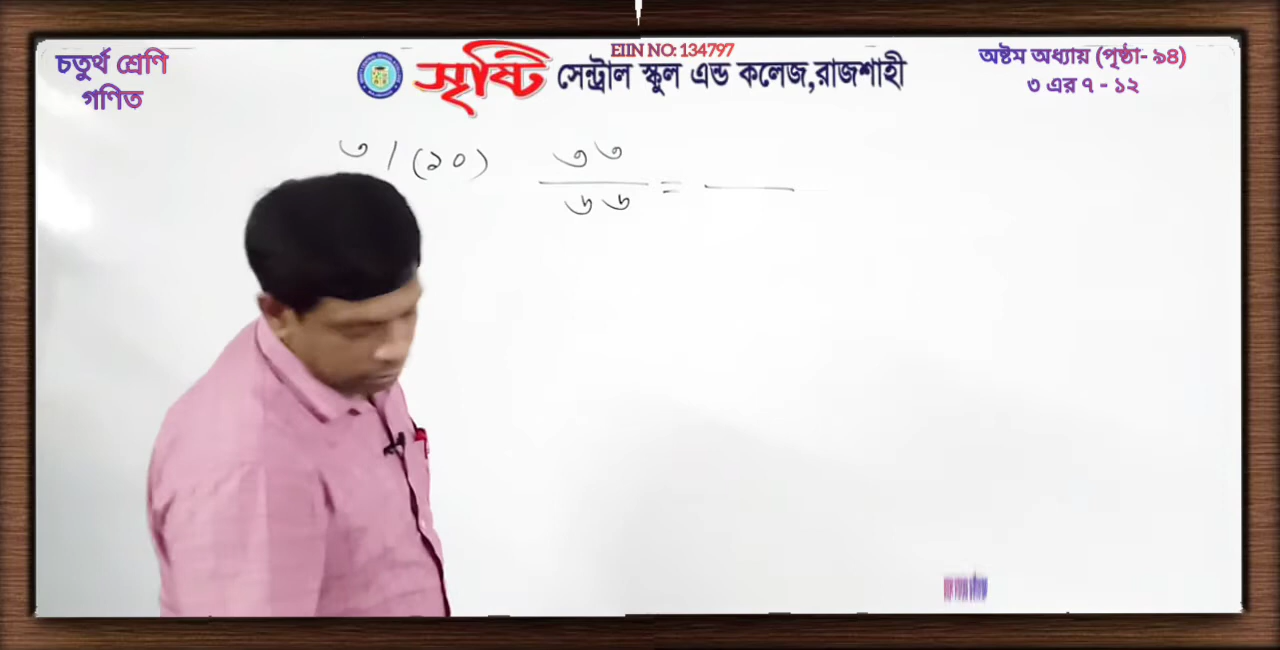 চতুর্থ শ্রেণি
গণিত
EIIN NO: 134797
সৃষ্টি সেন্ট্রাল স্কুল এন্ড কলেজ,রাজশাহী
অষ্টম অধ্যায় (পৃষ্ঠা- ৯৪)
৩ এর ৭ - ১২
৩ | (১০) ৩৩
৬৬ =